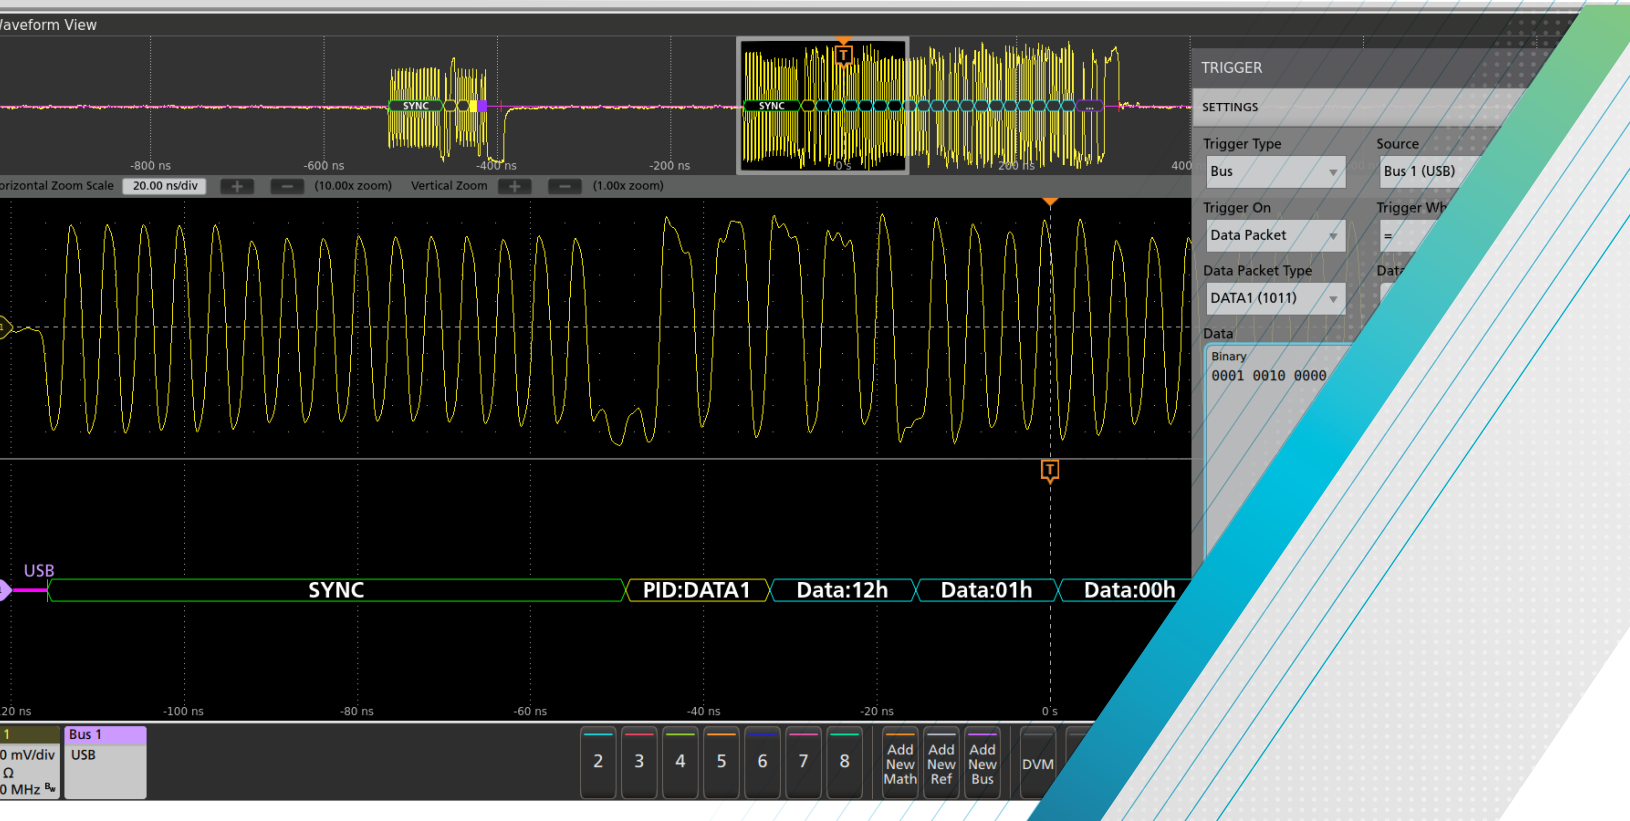 Waveform View
T
SYNC
SYNC
...
-800 ns
-600 ns
-400 ns
-200 ns
0 s
200 ns
400
orizontal Zoom Scale 20.00 ns/div + − (10.00x zoom) Vertical Zoom + − (1.00x zoom)
TRIGGER
SETTINGS
Trigger Type Source
Bus Bus 1 (USB)
Trigger On Trigger Wh
Data Packet =
Data Packet Type Data
DATA1 (1011)
Data
Binary
0001 0010 0000
T
USB
SYNC PID:DATA1 Data:12h Data:01h Data:00h
20 ns -100 ns -80 ns -60 ns -40 ns -20 ns 0 s
1
0 mV/div
Ω
0 MHz Bw
Bus 1
USB
2 3 4 5 6 7 8
Add New Math
Add New Ref
Add New Bus
DVM